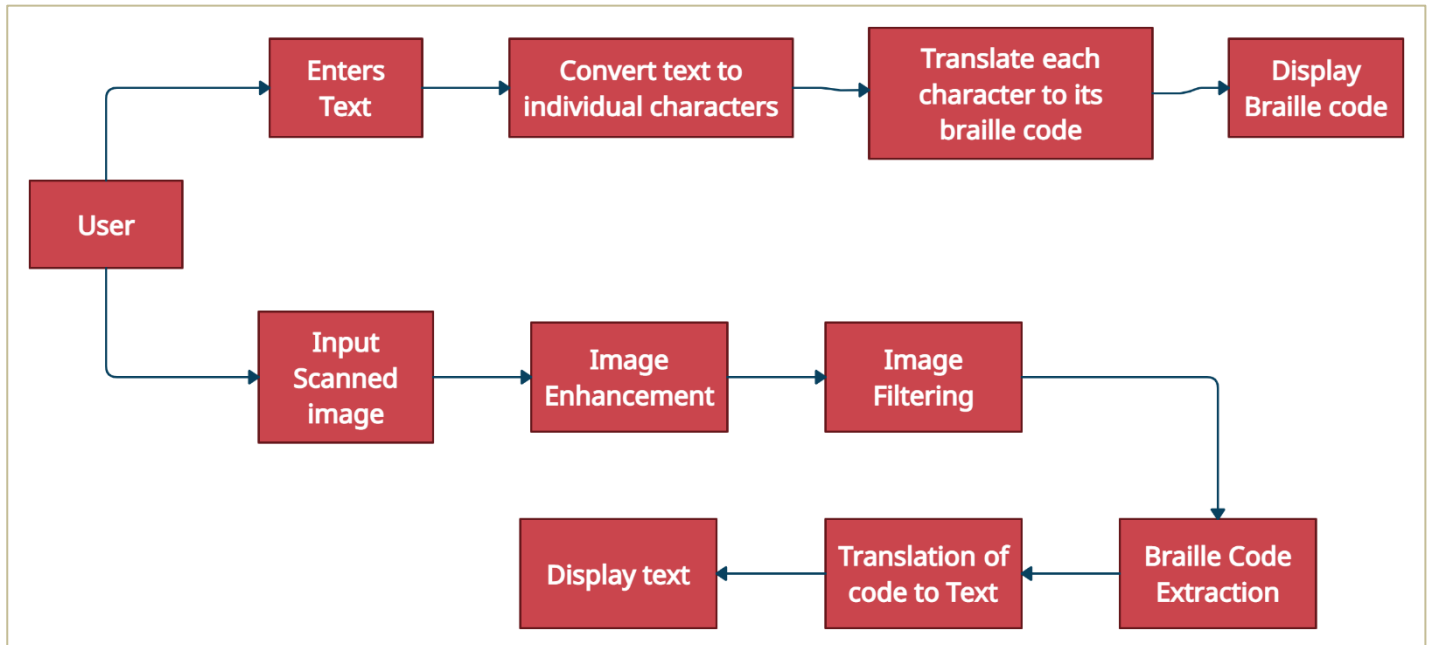 Enters
Text
Convert text to
individual characters
Translate each
character to its
braille code
Display
Braille code
User
Input
Scanned
image
Image
Enhancement
Image
Filtering
Braille Code
Extraction
Translation of
code to Text
Display text